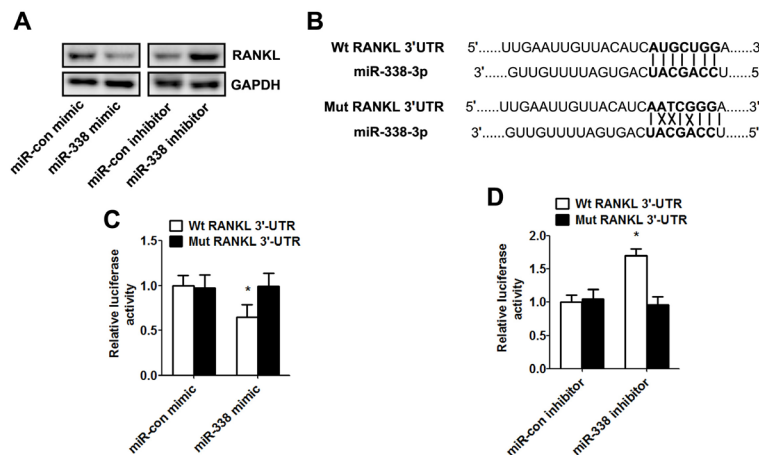 A
RANKL
GAPDH
miR-con mimic
miR-338 mimic
miR-con inhibitor
miR-338 inhibitor
B
Wt RANKL 3'UTR 5'......UUGAAUUGUUACAUCAUGCUGGA......3'
miR-338-3p 3'......GUUGUUUUAGUGACUACGACCU......5'
Mut RANKL 3'UTR 5'......UUGAAUUGUUACAUCAATCGGGA......3'
XX X
miR-338-3p 3'......GUUGUUUUAGUGACUACGACCU......5'
C
Wt RANKL 3'-UTR
Mut RANKL 3'-UTR
Relative luciferase
activity
1.5
1.0
0.5
0.0
*
miR-con mimic
miR-338 mimic
D
Wt RANKL 3'-UTR
Mut RANKL 3'-UTR
Relative luciferase
activity
2.0
1.5
1.0
0.5
0.0
*
miR-con inhibitor
miR-338 inhibitor